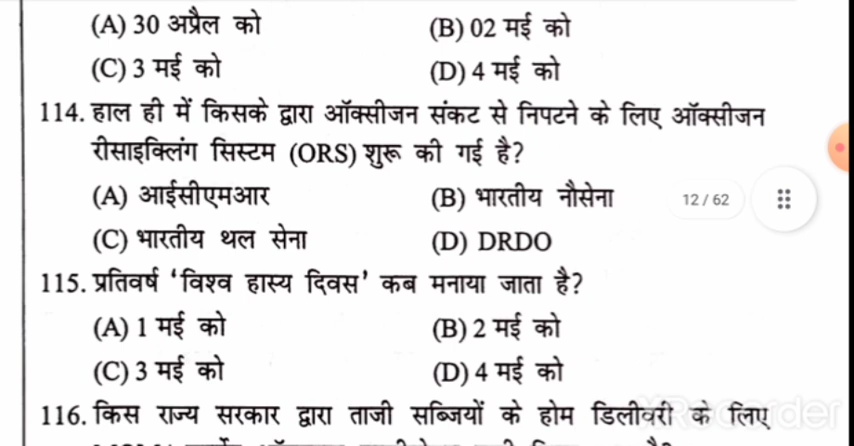 (A) 30 अप्रैल को (B) 02 मई को
(C) 3 मई को (D) 4 मई को
114. हाल ही में किसके द्वारा ऑक्सीजन संकट से निपटने के लिए ऑक्सीजन
रीसाइक्लिंग सिस्टम (ORS) शुरू की गई है?
(A) आईसीएमआर (B) भारतीय नौसेना
12 / 62
(C) भारतीय थल सेना (D) DRDO
115. प्रतिवर्ष ‘विश्व हास्य दिवस’ कब मनाया जाता है?
(A) 1 मई को (B) 2 मई को
(C) 3 मई को (D) 4 मई को
116. किस राज्य सरकार द्वारा ताजी सब्जियों के होम डिलीवरी के लिए
XRecorder